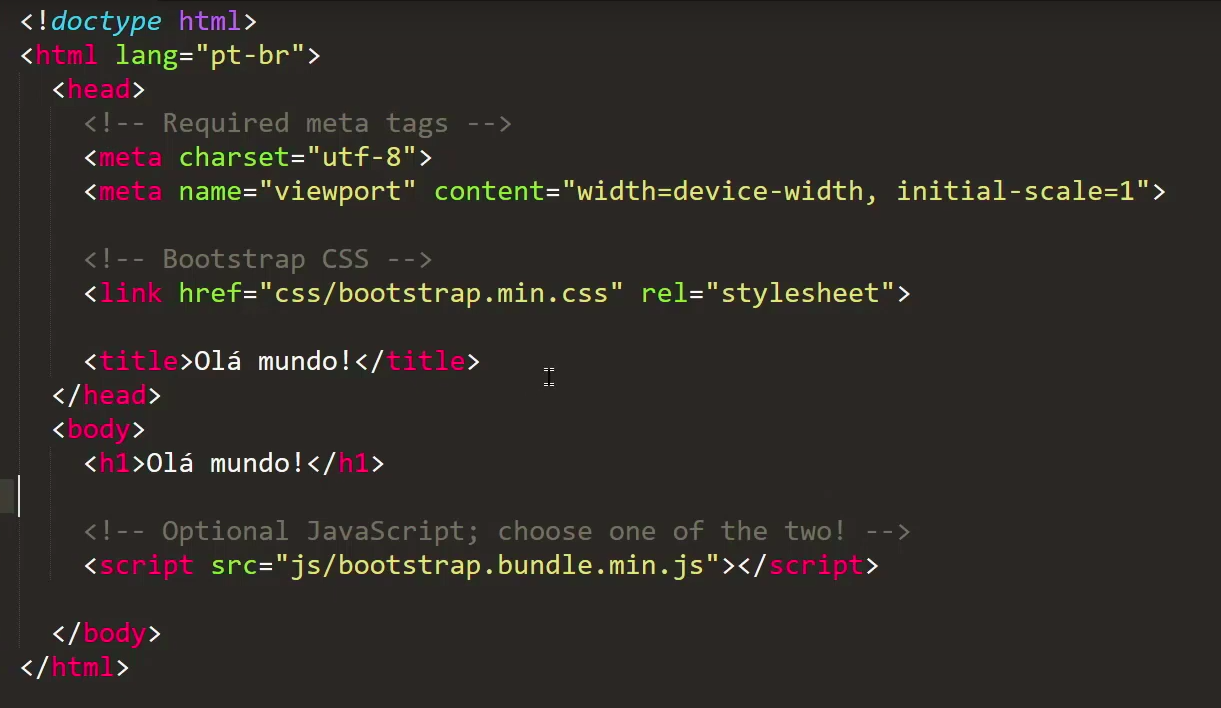 <!doctype html>
<html lang="pt-br">
<head>
<!-- Required meta tags -->
<meta charset="utf-8">
<meta name="viewport" content="width=device-width, initial-scale=1">
<!-- Bootstrap CSS -->
<link href="css/bootstrap.min.css" rel="stylesheet">
<title>Olá mundo!</title>
</head>
<body>
<h1>Olá mundo!</h1>
<!-- Optional JavaScript; choose one of the two! -->
<script src="js/bootstrap.bundle.min.js"></script>
</body>
</html>